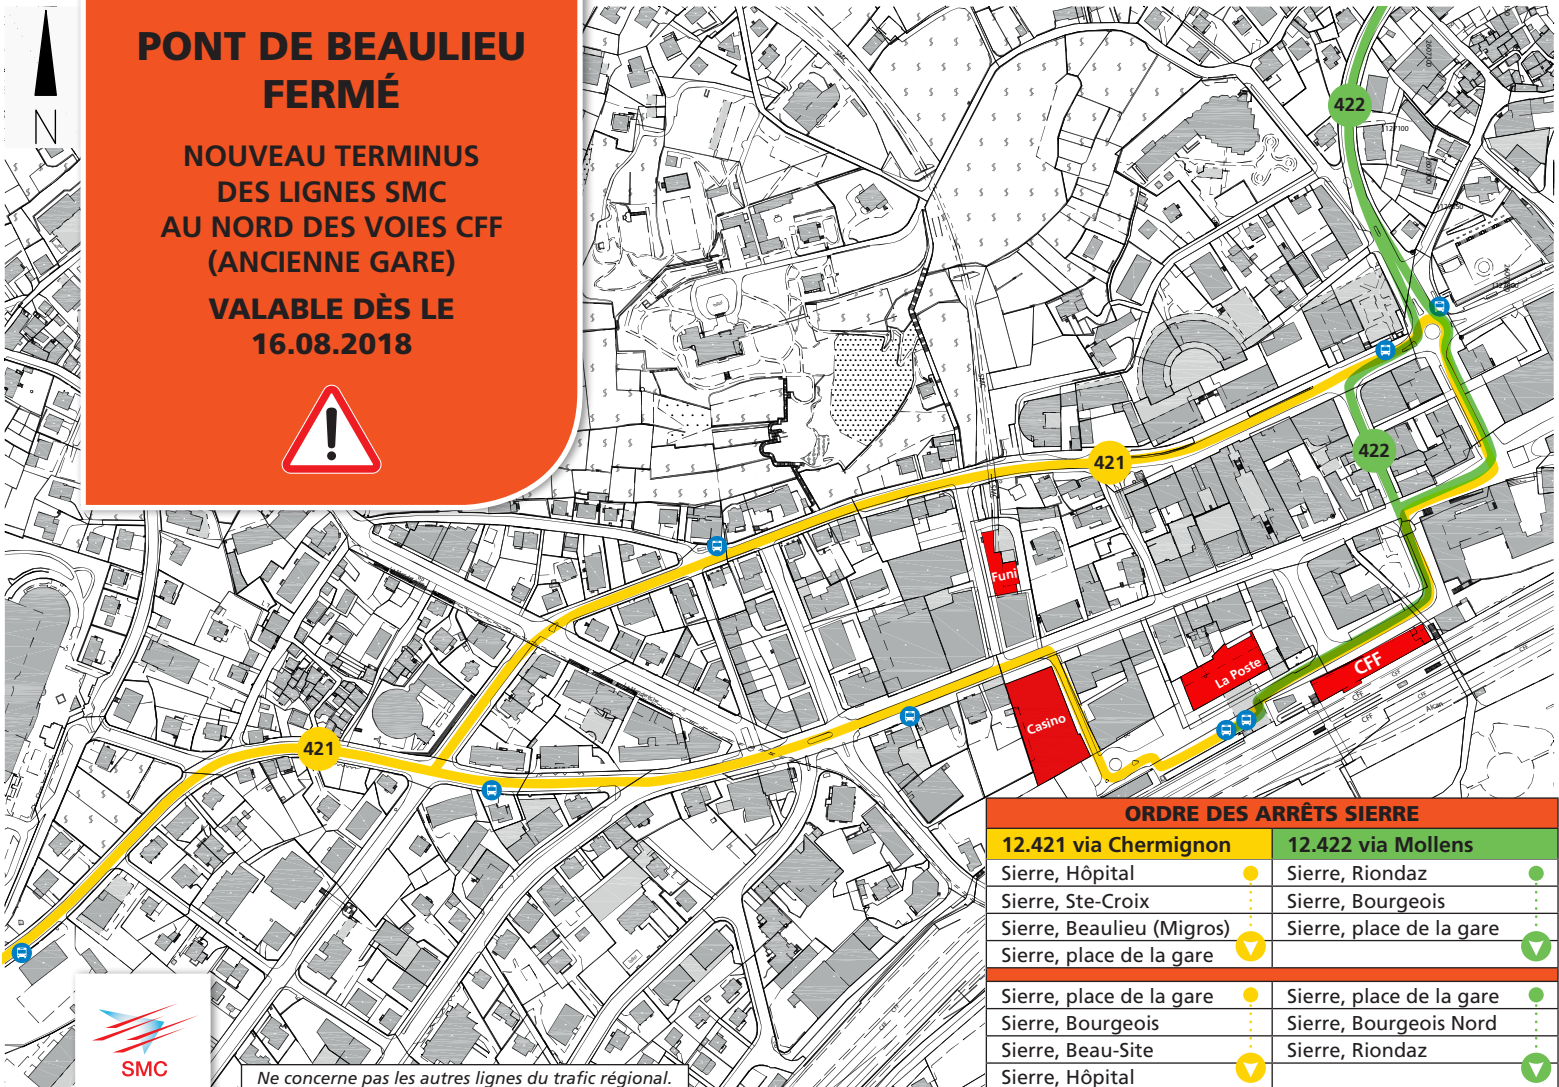 PONT DE BEAULIEU
FERMÉ
NOUVEAU TERMINUS
DES LIGNES SMC
AU NORD DES VOIES CFF
(ANCIENNE GARE)
VALABLE DÈS LE
16.08.2018
N
422
422
421
421
Funi
Casino
La Poste
CFF
ORDRE DES ARRÊTS SIERRE
12.421 via Chermignon
12.422 via Mollens
Sierre, Hôpital
Sierre, Riondaz
Sierre, Ste-Croix
Sierre, Bourgeois
Sierre, Beaulieu (Migros)
Sierre, place de la gare
Sierre, place de la gare
Sierre, place de la gare
Sierre, place de la gare
Sierre, Bourgeois
Sierre, Bourgeois Nord
Sierre, Beau-Site
Sierre, Riondaz
Sierre, Hôpital
SMC
Ne concerne pas les autres lignes du trafic régional.